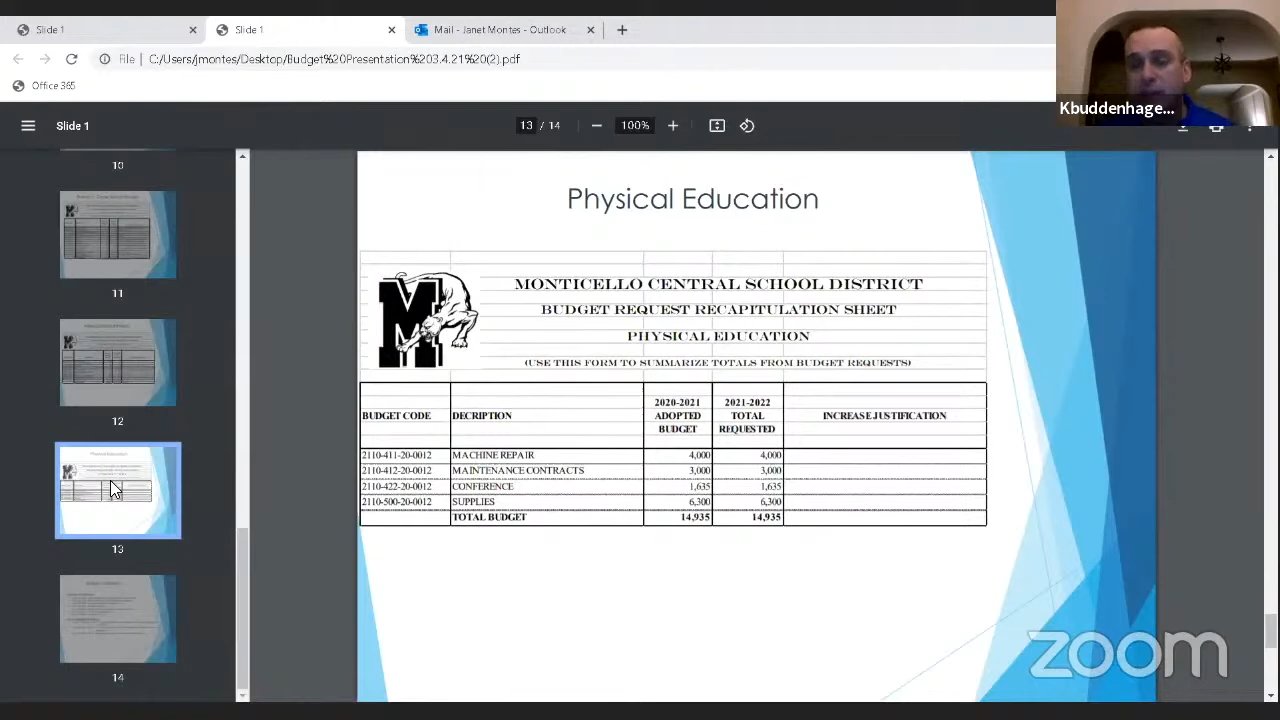 Slide 1
Slide 1
Mail - Janet Montes - Outlook
File | C:/Users/jmontes/Desktop/Budget%20Presentation%203.4.21%20(2).pdf
Office 365
Kbuddenhage...
Slide 1
13 / 14
100%
10
11
12
13
14
Physical Education
MONTICELLO CENTRAL SCHOOL DISTRICT
BUDGET REQUEST RECAPITULATION SHEET
PHYSICAL EDUCATION
(USE THIS FORM TO SUMMARIZE TOTALS FROM BUDGET REQUESTS)
M
BUDGET CODE DECRIPTION 2020-2021 ADOPTED BUDGET 2021-2022 TOTAL REQUESTED INCREASE JUSTIFICATION
2110-411-20-0012 MACHINE REPAIR 4,000 4,000
2110-412-20-0012 MAINTENANCE CONTRACTS 3,000 3,000
2110-422-20-0012 CONFERENCE 1,635 1,635
2110-500-20-0012 SUPPLIES 6,300 6,300
TOTAL BUDGET 14,935 14,935
zoom